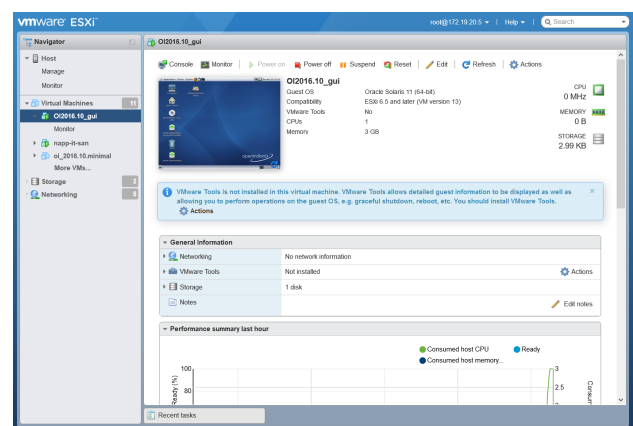 vmware ESXi™
root@172.19.20.5 | Help | Search
Navigator
OI2016.10_gui
Host
Manage
Monitor
Virtual Machines 11
OI2016.10_gui
Monitor
napp-it-san
oi_2016.10.minimal
More VMs...
Storage 2
Networking 5
Console Monitor | Power on Power off Suspend Reset | Edit | Refresh | Actions
openindiana
OI2016.10_gui
Guest OS Oracle Solaris 11 (64-bit)
Compatibility ESXi 6.5 and later (VM version 13)
VMware Tools No
CPUs 1
Memory 3 GB
CPU
0 MHz
MEMORY
0 B
STORAGE
2.99 KB
VMware Tools is not installed in this virtual machine. VMware Tools allows detailed guest information to be displayed as well as
allowing you to perform operations on the guest OS, e.g. graceful shutdown, reboot, etc. You should install VMware Tools.
Actions
General Information
Networking No network information
VMware Tools Not installed Actions
Storage 1 disk
Notes Edit notes
Performance summary last hour
Consumed host CPU Ready
Consumed host memory...
100
80
Ready (%)
3
2.5
Recent tasks